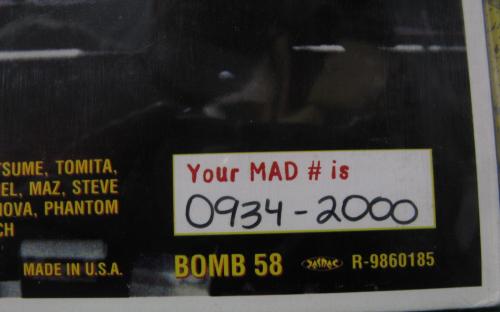 TSUME, TOMITA,
EL, MAZ, STEVE
NOVA, PHANTOM
CH
MADE IN U.S.A.
Your MAD # is
0934-2000
BOMB 58
R-9860185